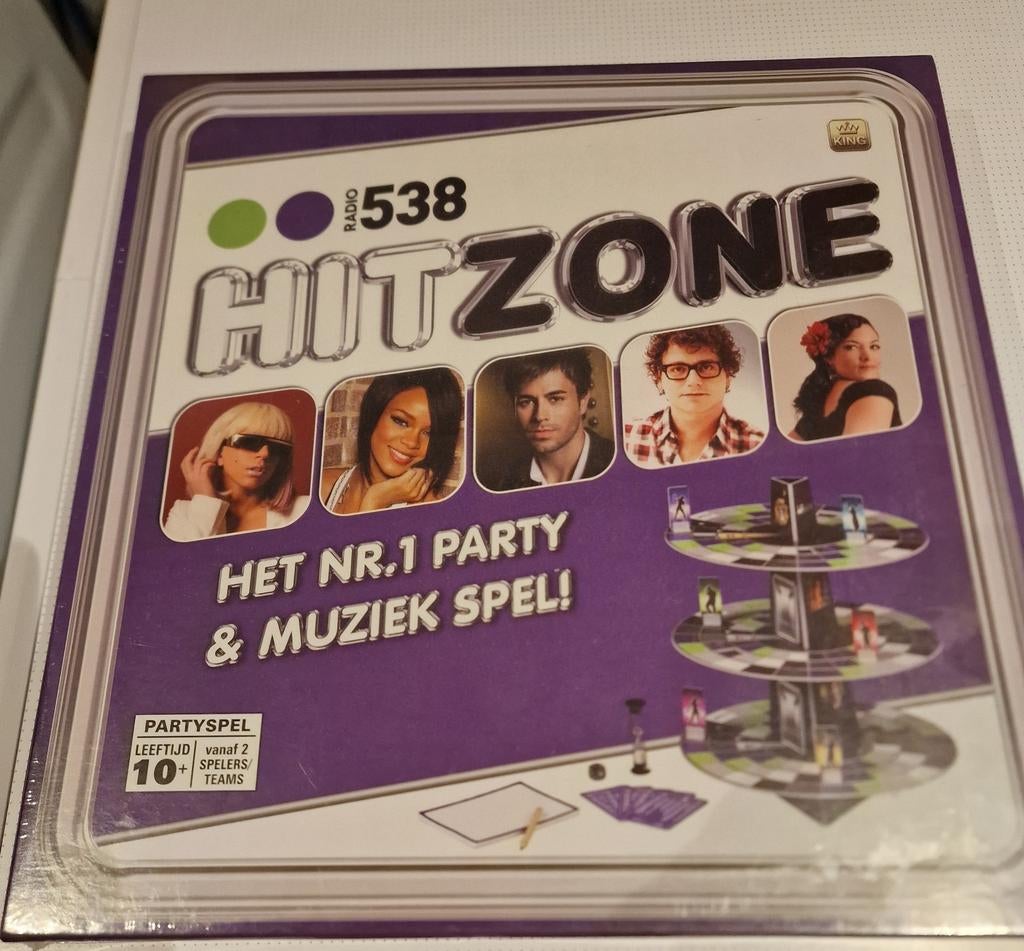 KING
RADIO 538
HITZONE
HET NR.1 PARTY
& MUZIEK SPEL!
PARTYSPEL
LEEFTIJD
10+
vanaf 2
SPELERS/
TEAMS